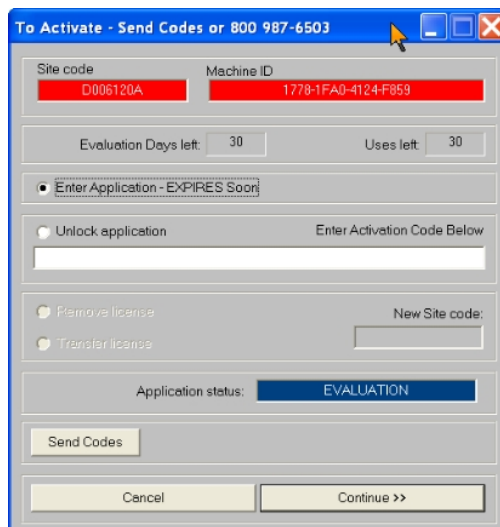 To Activate - Send Codes or 800 987-6503
Site code Machine ID
D006120A 1778-1FA0-4124-F859
Evaluation Days left: 30 Uses left: 30
Enter Application - EXPIRES Soon
Unlock application Enter Activation Code Below
Remove license New Site code:
Transfer license
Application status: EVALUATION
Send Codes
Cancel Continue >>